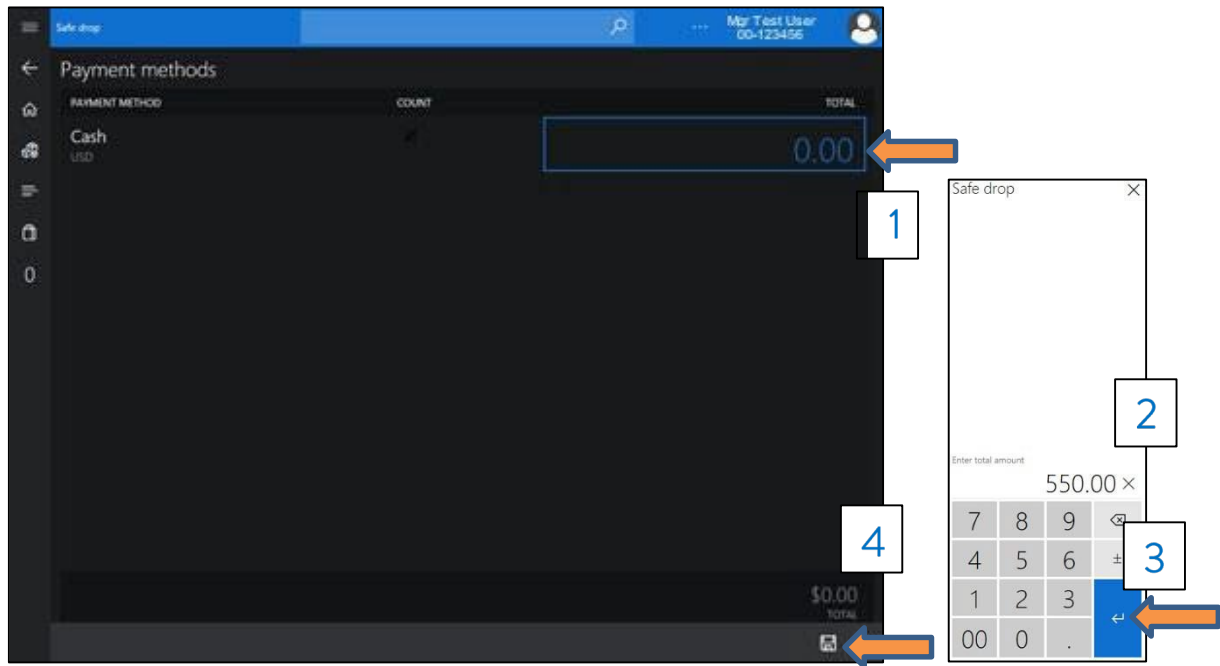 Safe drop
Mgr Test User
00-123456
Payment methods
PAYMENT METHOD COUNT TOTAL
Cash
USD
0.00
1
0
$0.00
TOTAL
4
Safe drop
2
Enter total amount
550.00 ×
7 8 9
4 5 6 ±
3
1 2 3
00 0 .